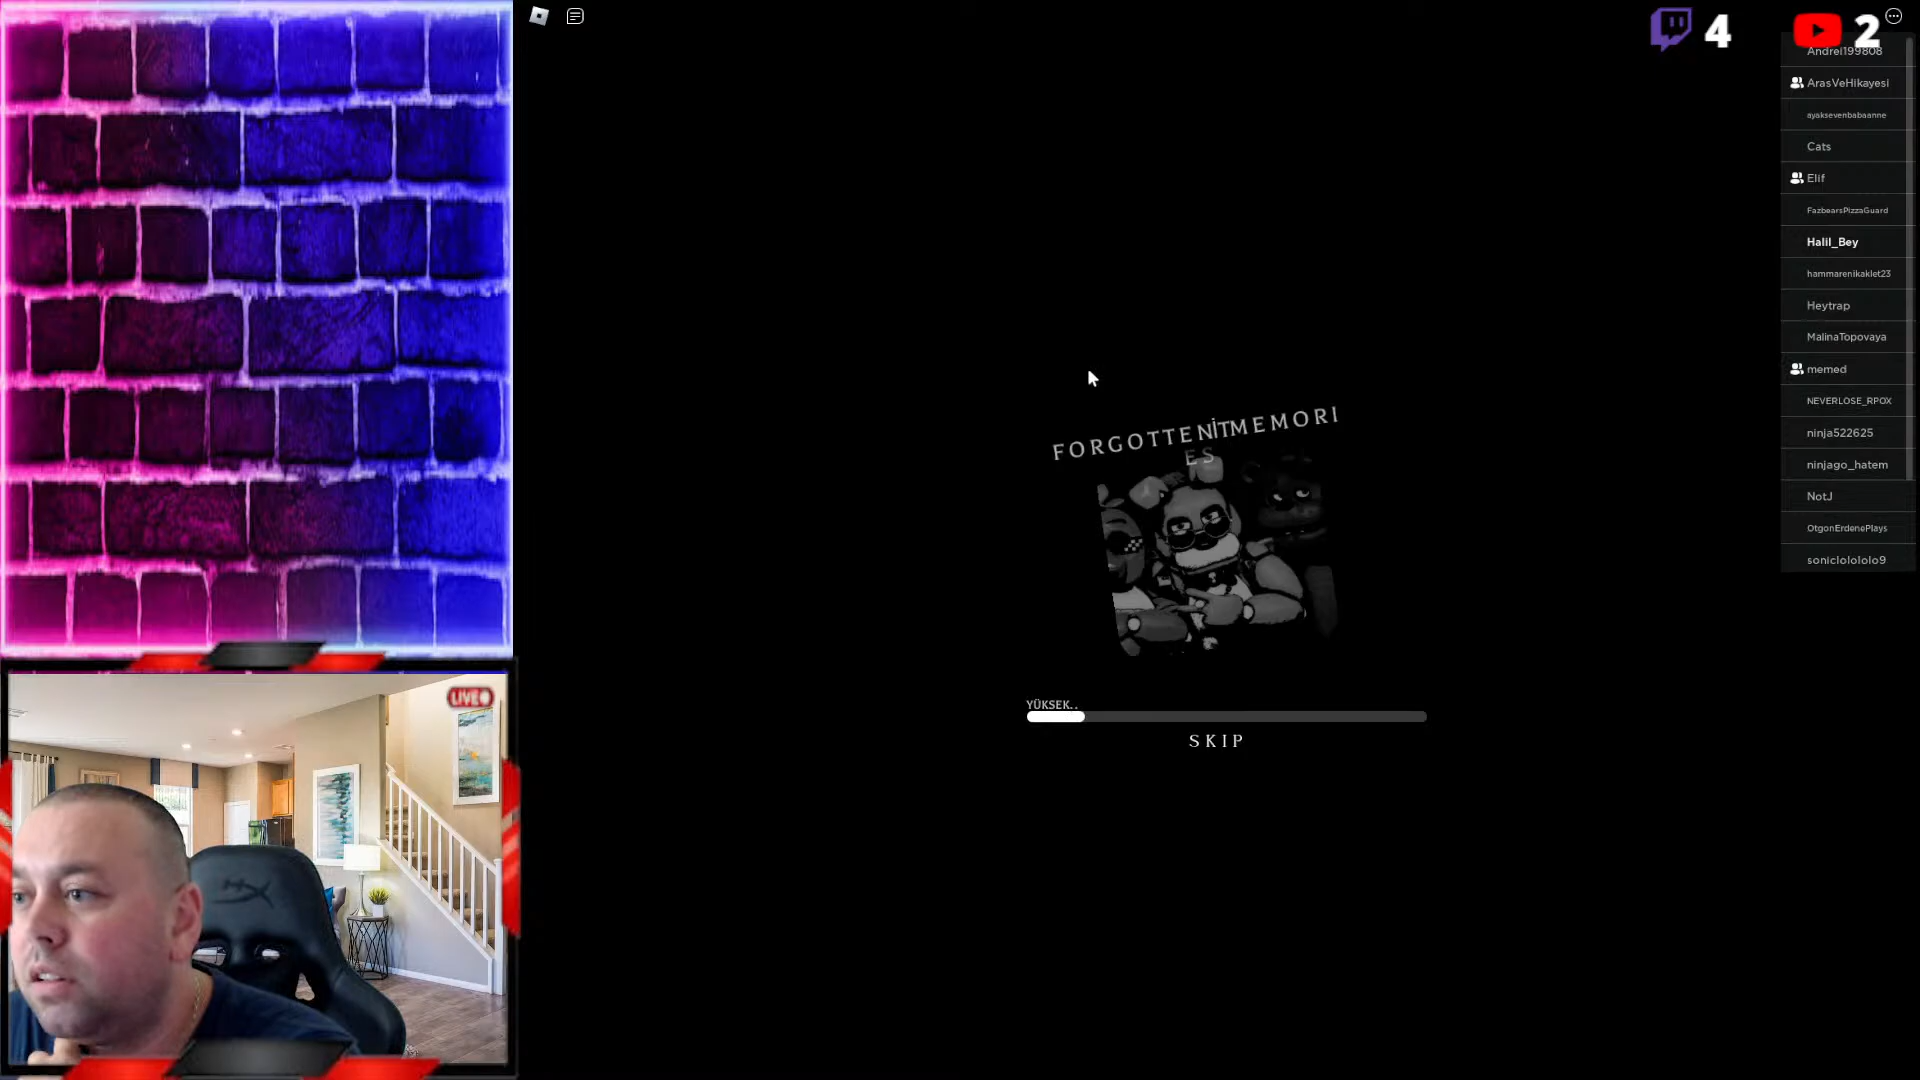 4
2
Andrei199808
ArasVeHikayesi
ayaksevenbabaanne
Cats
Elif
FazbearsPizzaGuard
Halil_Bey
hammarenikaklet23
Heytrap
MalinaTopovaya
memed
NEVERLOSE_RPOX
ninja522625
ninjago_hatem
NotJ
OtgonErdenePlays
soniclolololo9
FORGOTTENİTMEMORI
ES
YÜKSEK..
SKIP
LIVE